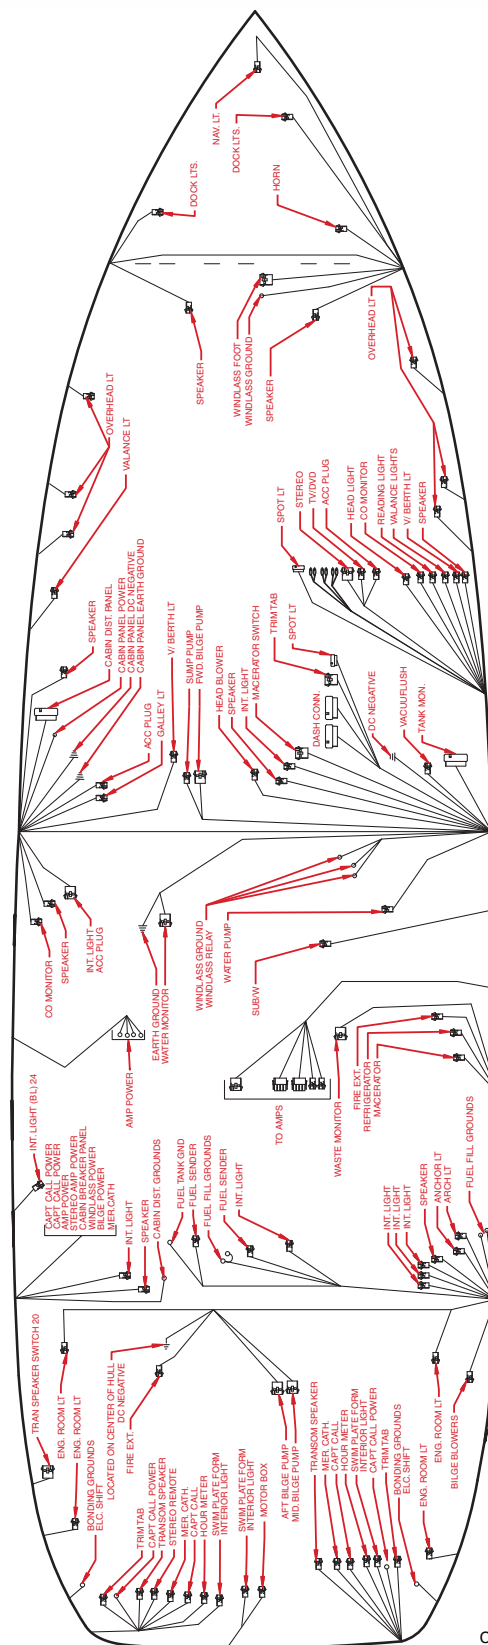 NAV. LT.
DOCK LTS.
DOCK LTS.
HORN
SPEAKER
WINDLASS FOOT
WINDLASS GROUND
SPEAKER
OVERHEAD LT
OVERHEAD LT
VALANCE LT
SPOT LT
STEREO
TV/DVD
ACC PLUG
HEAD LIGHT
CO MONITOR
READING LIGHT
VALANCE LIGHTS
V/ BERTH LT
SPEAKER
SPEAKER
CABIN DIST. PANEL
CABIN PANEL POWER
CABIN PANEL DC NEGATIVE
CABIN PANEL EARTH GROUND
ACC PLUG
GALLEY LT
V/ BERTH LT
SUMP PUMP
FWD. BILGE PUMP
HEAD BLOWER
SPEAKER
INT. LIGHT
MACERATOR SWITCH
TRIM TAB
SPOT LT
DASH CONN.
DC NEGATIVE
VACUUFLUSH
TANK MON.
CO MONITOR
SPEAKER
INT. LIGHT
ACC PLUG
EARTH GROUND
WATER MONITOR
WINDLASS GROUND
WINDLASS RELAY
WATER PUMP
SUB/W
AMP POWER
TO AMPS
WASTE MONITOR
FIRE EXT.
REFRIGERATOR
MACERATOR
INT. LIGHT (BL) 24
CAPT CALL POWER
CAPT CALL POWER
AMP POWER
STEREO AMP POWER
CABIN BREAKER PANEL
WINDLASS POWER
BILGE POWER
MER.CATH
INT. LIGHT
SPEAKER
CABIN DIST. GROUNDS
FUEL TANK GND
FUEL SENDER
FUEL FILL GROUNDS
FUEL SENDER
INT. LIGHT
INT. LIGHT
INT. LIGHT
INT. LIGHT
SPEAKER
ANCHOR LT
ARCH LT
FUEL FILL GROUNDS
TRAN SPEAKER SWITCH 20
ENG. ROOM LT
ENG. ROOM LT
BONDING GROUNDS
ELC. SHIFT
LOCATED ON CENTER OF HULL
DC NEGATIVE
FIRE EXT.
TRIM TAB
CAPT CALL POWER
TRANSOM SPEAKER
STEREO REMOTE
MER. CATH.
CAPT CALL
HOUR METER
SWIM PLATE FORM
INTERIOR LIGHT
SWIM PLATE FORM
INTERIOR LIGHT
MOTOR BOX
AFT BILGE PUMP
MID. BILGE PUMP
TRANSOM SPEAKER
MER. CATH.
CAPT CALL
HOUR METER
SWIM PLATE FORM
INTERIOR LIGHT
CAPT CALL POWER
TRIM TAB
BONDING GROUNDS
ELC. SHIFT
ENG. ROOM LT
ENG. ROOM LT
BILGE BLOWERS